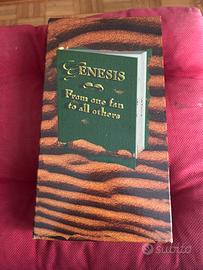 GENESIS
From one fan
to all others
subito